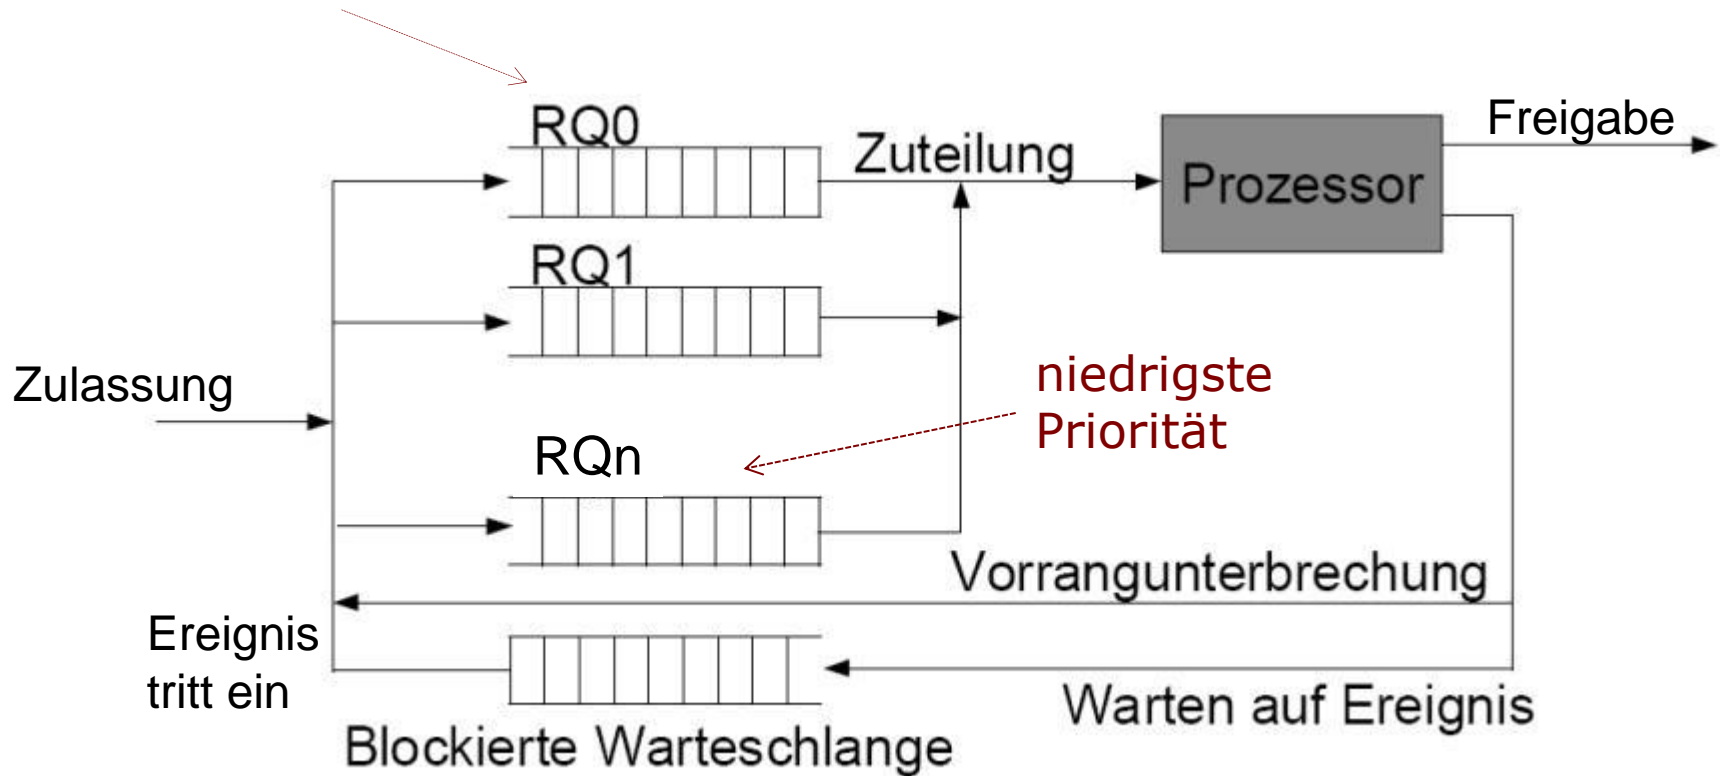 RQ0
Zuteilung
Freigabe
Prozessor
RQ1
Zulassung
niedrigste
Priorität
RQn
Vorrangunterbrechung
Ereignis
tritt ein
Warten auf Ereignis
Blockierte Warteschlange